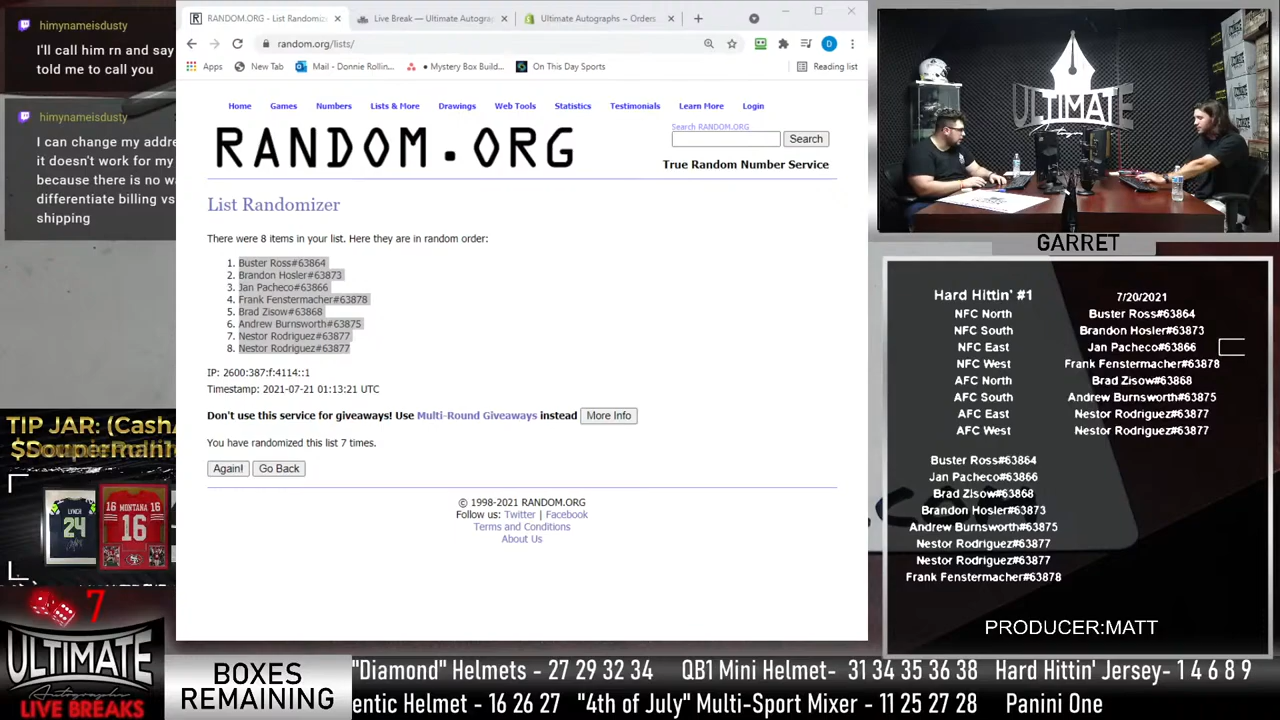 himynameisdusty
I'll call him rn and say
told me to call you
himynameisdusty
I can change my addre
it doesn't work for my
because there is no wa
differentiate billing vs
shipping
TIP JAR: (CashA
16 MONTANA 16
LYNCH
24
16
7
ULTIMATE
Autographs
LIVE BREAKS
RANDOM.ORG - List Randomize
Live Break — Ultimate Autograp
Ultimate Autographs ~ Orders
random.org/lists/
D
Apps
New Tab
Mail - Donnie Rollin...
• Mystery Box Build...
On This Day Sports
Reading list
Home Games Numbers Lists & More Drawings Web Tools Statistics Testimonials Learn More Login
RANDOM.ORG
Search RANDOM.ORG
Search
True Random Number Service
List Randomizer
There were 8 items in your list. Here they are in random order:
1. Buster Ross#63864
2. Brandon Hosler#63873
3. Jan Pacheco#63866
4. Frank Fenstermacher#63878
5. Brad Zisow#63868
6. Andrew Burnsworth#63875
7. Nestor Rodriguez#63877
8. Nestor Rodriguez#63877
IP: 2600:387:f:4114::1
Timestamp: 2021-07-21 01:13:21 UTC
Don't use this service for giveaways! Use Multi-Round Giveaways instead More Info
You have randomized this list 7 times.
Again! Go Back
© 1998-2021 RANDOM.ORG
Follow us: Twitter | Facebook
Terms and Conditions
About Us
ULTIMATE
GARRET
Hard Hittin' #1 7/20/2021
NFC North Buster Ross#63864
NFC South Brandon Hosler#63873
NFC East Jan Pacheco#63866
NFC West Frank Fenstermacher#63878
AFC North Brad Zisow#63868
AFC South Andrew Burnsworth#63875
AFC East Nestor Rodriguez#63877
AFC West Nestor Rodriguez#63877
Buster Ross#63864
Jan Pacheco#63866
Brad Zisow#63868
Brandon Hosler#63873
Andrew Burnsworth#63875
Nestor Rodriguez#63877
Nestor Rodriguez#63877
Frank Fenstermacher#63878
PRODUCER:MATT
BOXES
REMAINING
"Diamond" Helmets - 27 29 32 34 QB1 Mini Helmet- 31 34 35 36 38 Hard Hittin' Jersey- 1 4 6 8 9
entic Helmet - 16 26 27 "4th of July" Multi-Sport Mixer - 11 25 27 28 Panini One